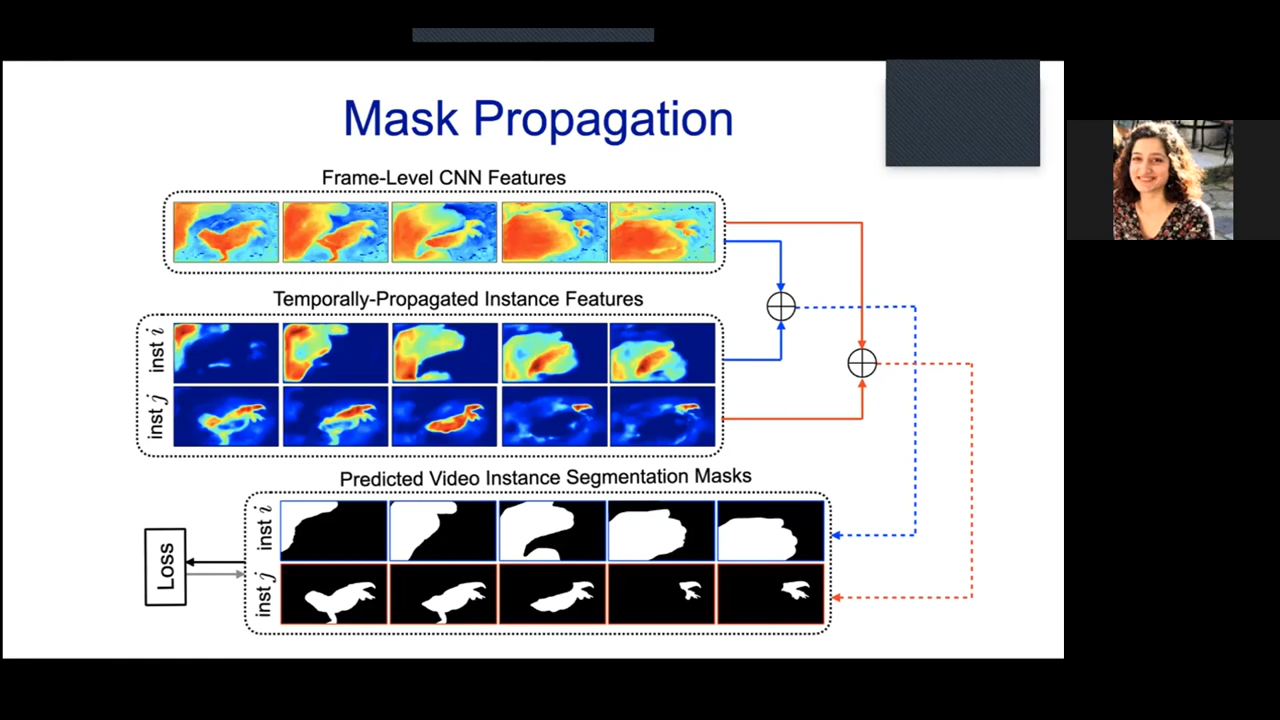 Mask Propagation
Frame-Level CNN Features
Temporally-Propagated Instance Features
inst i
inst j
Predicted Video Instance Segmentation Masks
inst i
inst j
Loss